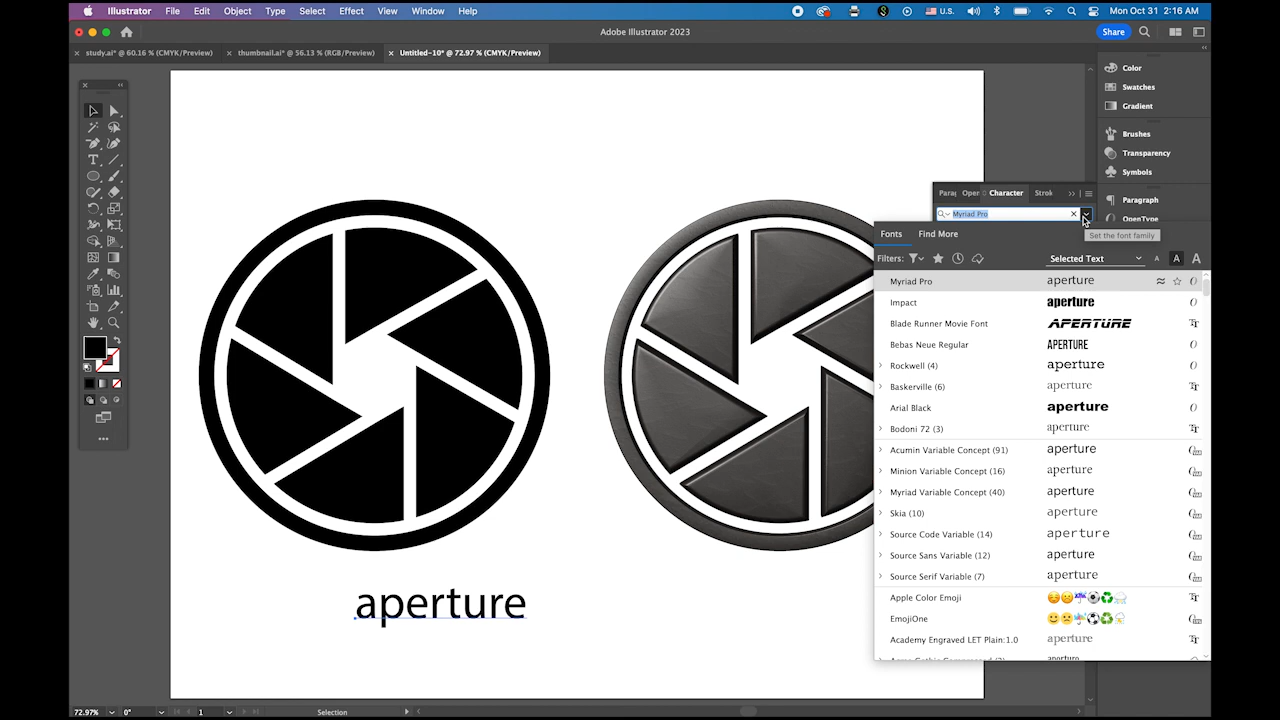 Illustrator File Edit Object Type Select Effect View Window Help U.S. Mon Oct 31 2:16 AM
Adobe Illustrator 2023
Share
× study.ai* @ 60.16 % (CMYK/Preview) × thumbnail.ai* @ 56.13 % (RGB/Preview) × Untitled-10* @ 72.97 % (CMYK/Preview)
Color
Swatches
Gradient
Brushes
Transparency
Symbols
Paragraph
OpenType
Para Open Character Strok
Myriad Pro
Set the font family
Fonts Find More
Filters: Selected Text A A A
Myriad Pro aperture
Impact aperture
Blade Runner Movie Font APERTURE
Bebas Neue Regular APERTURE
Rockwell (4) aperture
Baskerville (6) aperture
Arial Black aperture
Bodoni 72 (3) aperture
Acumin Variable Concept (91) aperture
Minion Variable Concept (16) aperture
Myriad Variable Concept (40) aperture
Skia (10) aperture
Source Code Variable (14) aperture
Source Sans Variable (12) aperture
Source Serif Variable (7) aperture
Apple Color Emoji
EmojiOne
Academy Engraved LET Plain:1.0 aperture
aperture
aperture
72.97% 0° 1 Selection